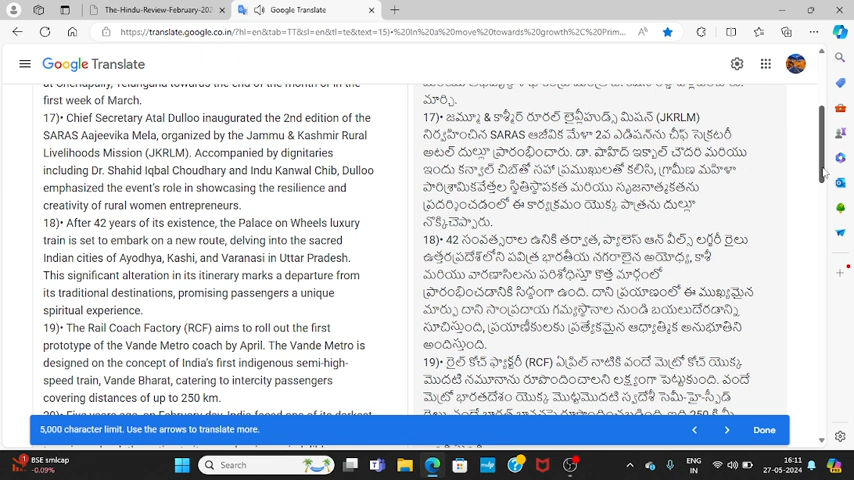 The-Hindu-Review-February-202
Google Translate
https://translate.google.co.in/?hl=en&tab=TT&sl=en&tl=te&text=15)•%20In%20a%20move%20towards%20growth%2C%20Prim...
Google Translate
first week of March.
17)• Chief Secretary Atal Dulloo inaugurated the 2nd edition of the
SARAS Aajeevika Mela, organized by the Jammu & Kashmir Rural
Livelihoods Mission (JKRLM). Accompanied by dignitaries
including Dr. Shahid Iqbal Choudhary and Indu Kanwal Chib, Dulloo
emphasized the event's role in showcasing the resilience and
creativity of rural women entrepreneurs.
18)• After 42 years of its existence, the Palace on Wheels luxury
train is set to embark on a new route, delving into the sacred
Indian cities of Ayodhya, Kashi, and Varanasi in Uttar Pradesh.
This significant alteration in its itinerary marks a departure from
its traditional destinations, promising passengers a unique
spiritual experience.
19)• The Rail Coach Factory (RCF) aims to roll out the first
prototype of the Vande Metro coach by April. The Vande Metro is
designed on the concept of India's first indigenous semi-high-
speed train, Vande Bharat, catering to intercity passengers
covering distances of up to 250 km.
మార్చి.
17)• జమ్మూ & కాశ్మీర్ రూరల్ లైవ్లీహుడ్స్ మిషన్ (JKRLM)
నిర్వహించిన SARAS ఆజీవిక మేళా 2వ ఎడిషన్‌ను చీఫ్ సెక్రటరీ
అటల్ దుల్లూ ప్రారంభించారు. డా. షాహిద్ ఇక్బాల్ చౌదరి మరియు
ఇందు కన్వాల్ చిబ్‌తో సహా ప్రముఖులతో కలిసి, గ్రామీణ మహిళా
పారిశ్రామికవేత్తల స్థితిస్థాపకత మరియు సృజనాత్మకతను
ప్రదర్శించడంలో ఈ కార్యక్రమం యొక్క పాత్రను దుల్లూ
నొక్కిచెప్పారు.
18)• 42 సంవత్సరాల ఉనికి తర్వాత, ప్యాలెస్ ఆన్ వీల్స్ లగ్జరీ రైలు
ఉత్తరప్రదేశ్‌లోని పవిత్ర భారతీయ నగరాలైన అయోధ్య, కాశీ
మరియు వారణాసిలను పరిశోధిస్తూ కొత్త మార్గంలో
ప్రారంభించడానికి సిద్ధంగా ఉంది. దాని ప్రయాణంలో ఈ ముఖ్యమైన
మార్పు దాని సాంప్రదాయ గమ్యస్థానాల నుండి బయలుదేరడాన్ని
సూచిస్తుంది, ప్రయాణీకులకు ప్రత్యేకమైన ఆధ్యాత్మిక అనుభూతిని
అందిస్తుంది.
19)• రైల్ కోచ్ ఫ్యాక్టరీ (RCF) ఏప్రిల్ నాటికి వందే మెట్రో కోచ్ యొక్క
మొదటి నమూనాను రూపొందించాలని లక్ష్యంగా పెట్టుకుంది. వందే
మెట్రో భారతదేశం యొక్క మొట్టమొదటి స్వదేశీ సెమీ-హై-స్పీడ్
5,000 character limit. Use the arrows to translate more.
Done
BSE smlcap
-0.09%
Search
ENG
IN
16:11
27-05-2024